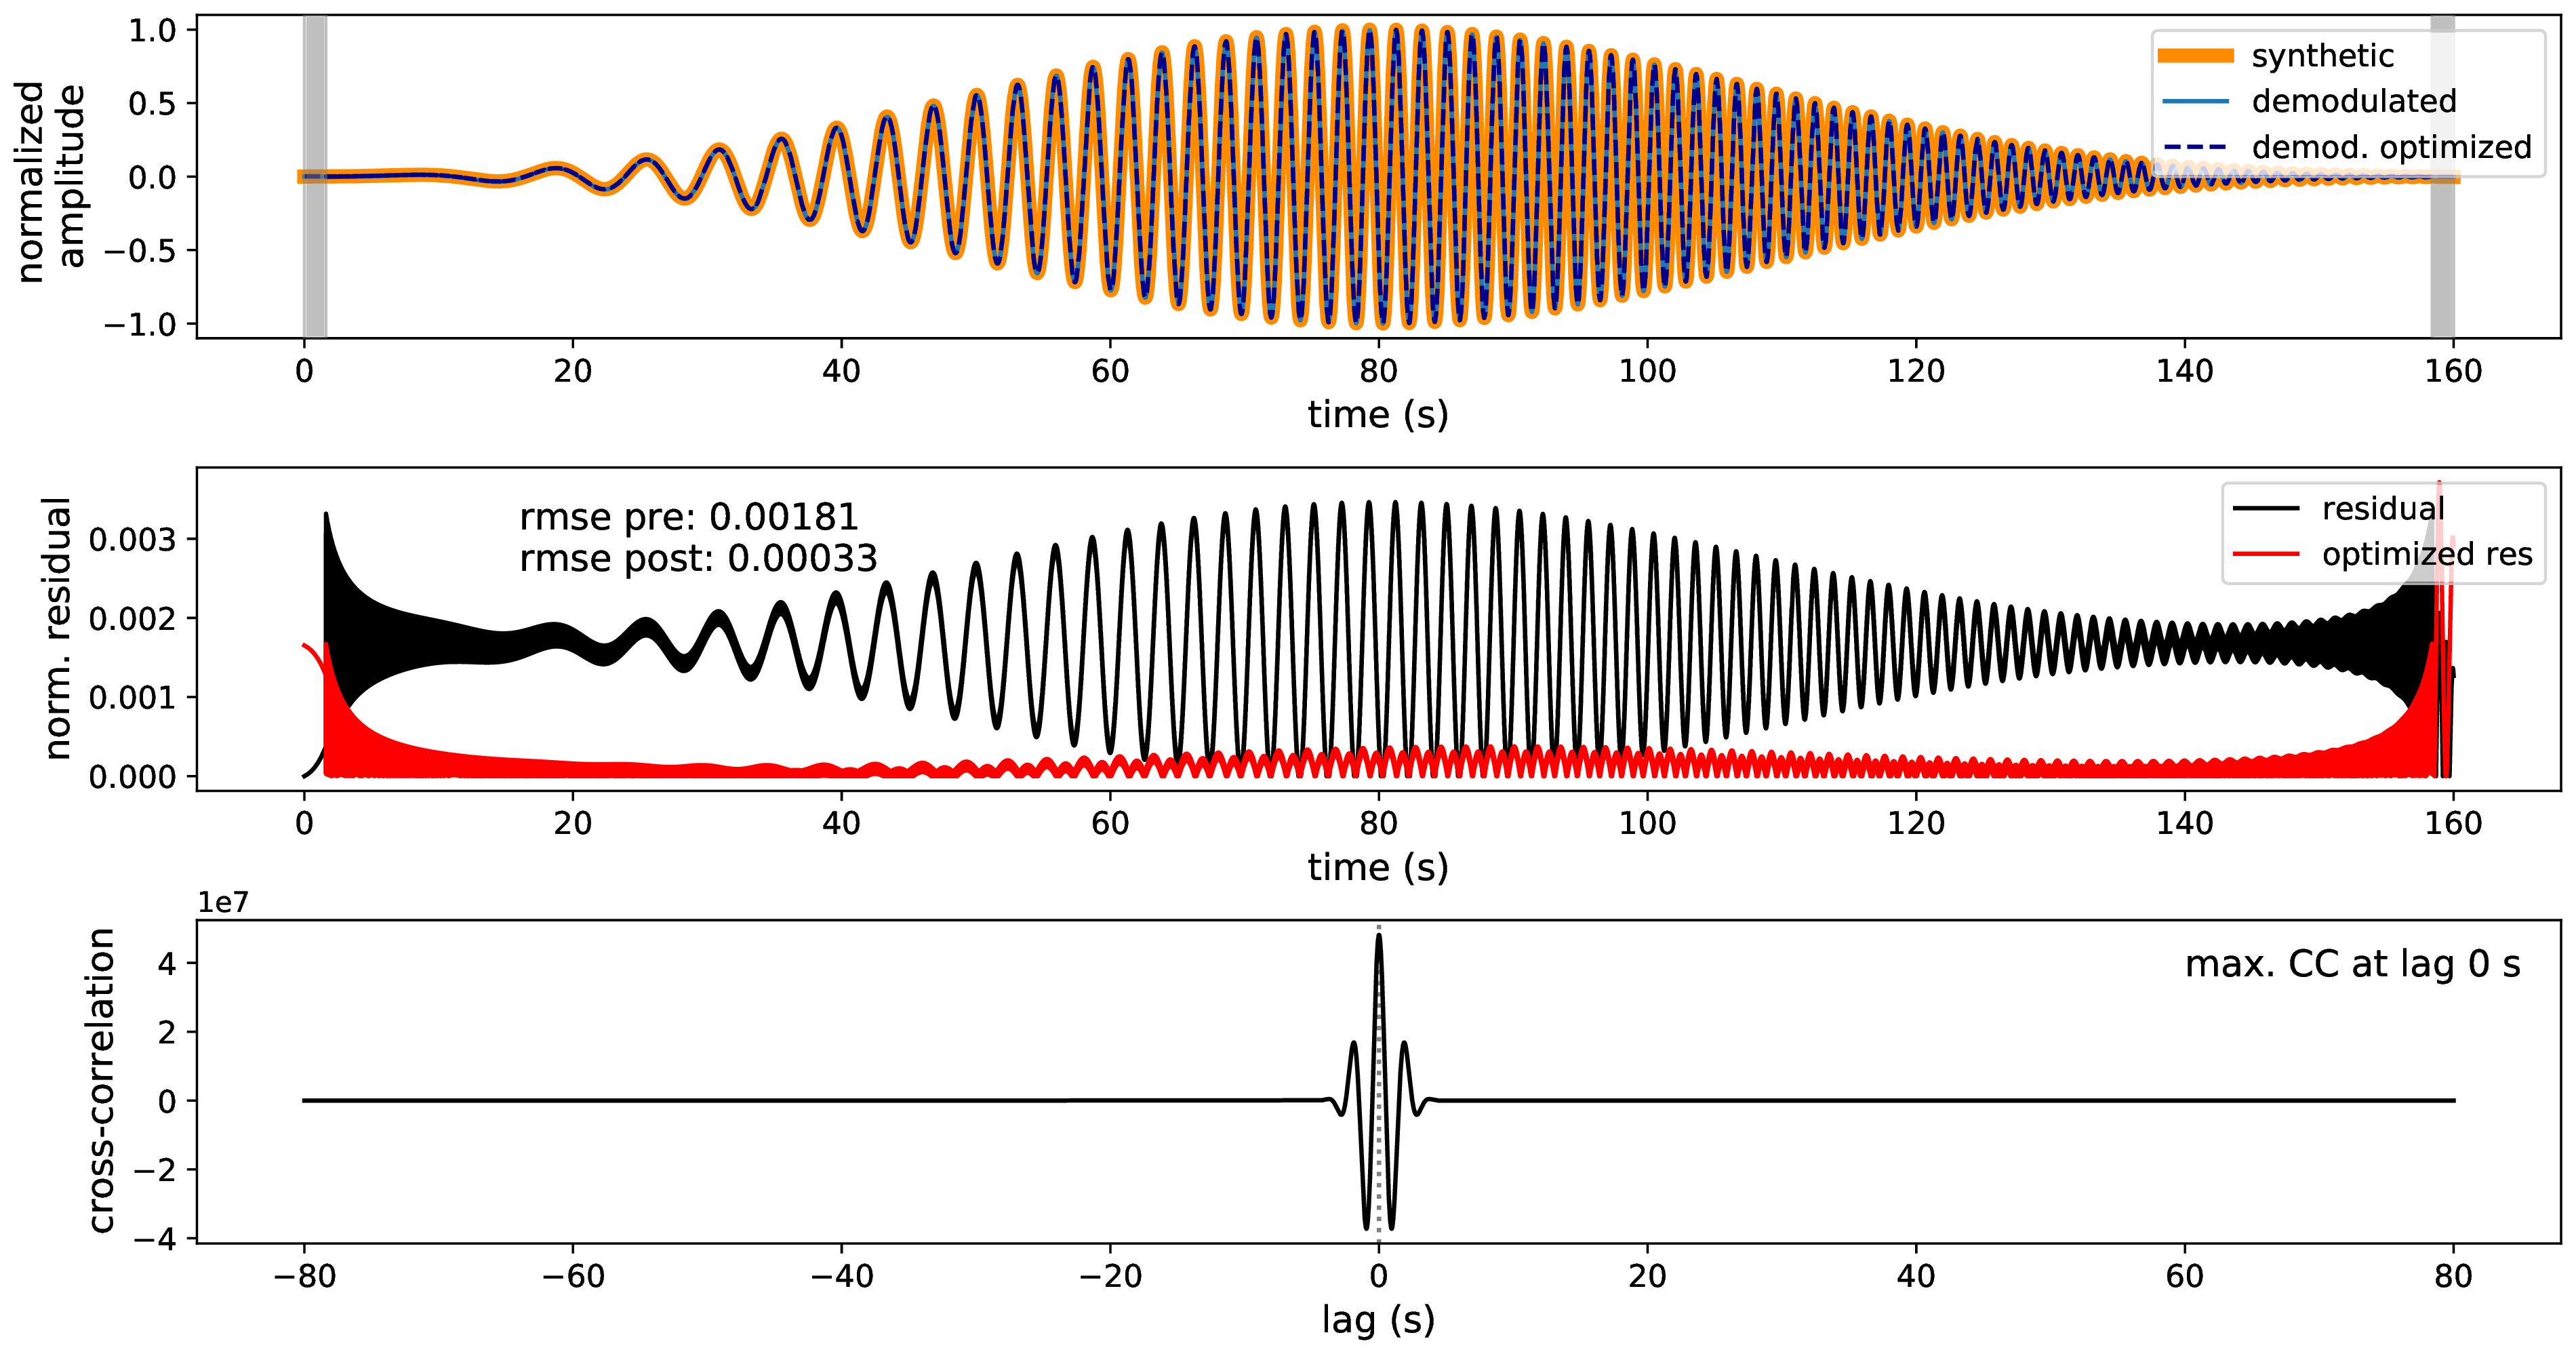 normalized
amplitude
1.0
0.5
0.0
−0.5
−1.0
synthetic
demodulated
demod. optimized
0 20 40 60 80 100 120 140 160
time (s)
norm. residual
0.003
0.002
0.001
0.000
rmse pre: 0.00181
rmse post: 0.00033
residual
optimized res
0 20 40 60 80 100 120 140 160
time (s)
1e7
cross-correlation
4
2
0
−2
−4
max. CC at lag 0 s
−80 −60 −40 −20 0 20 40 60 80
lag (s)